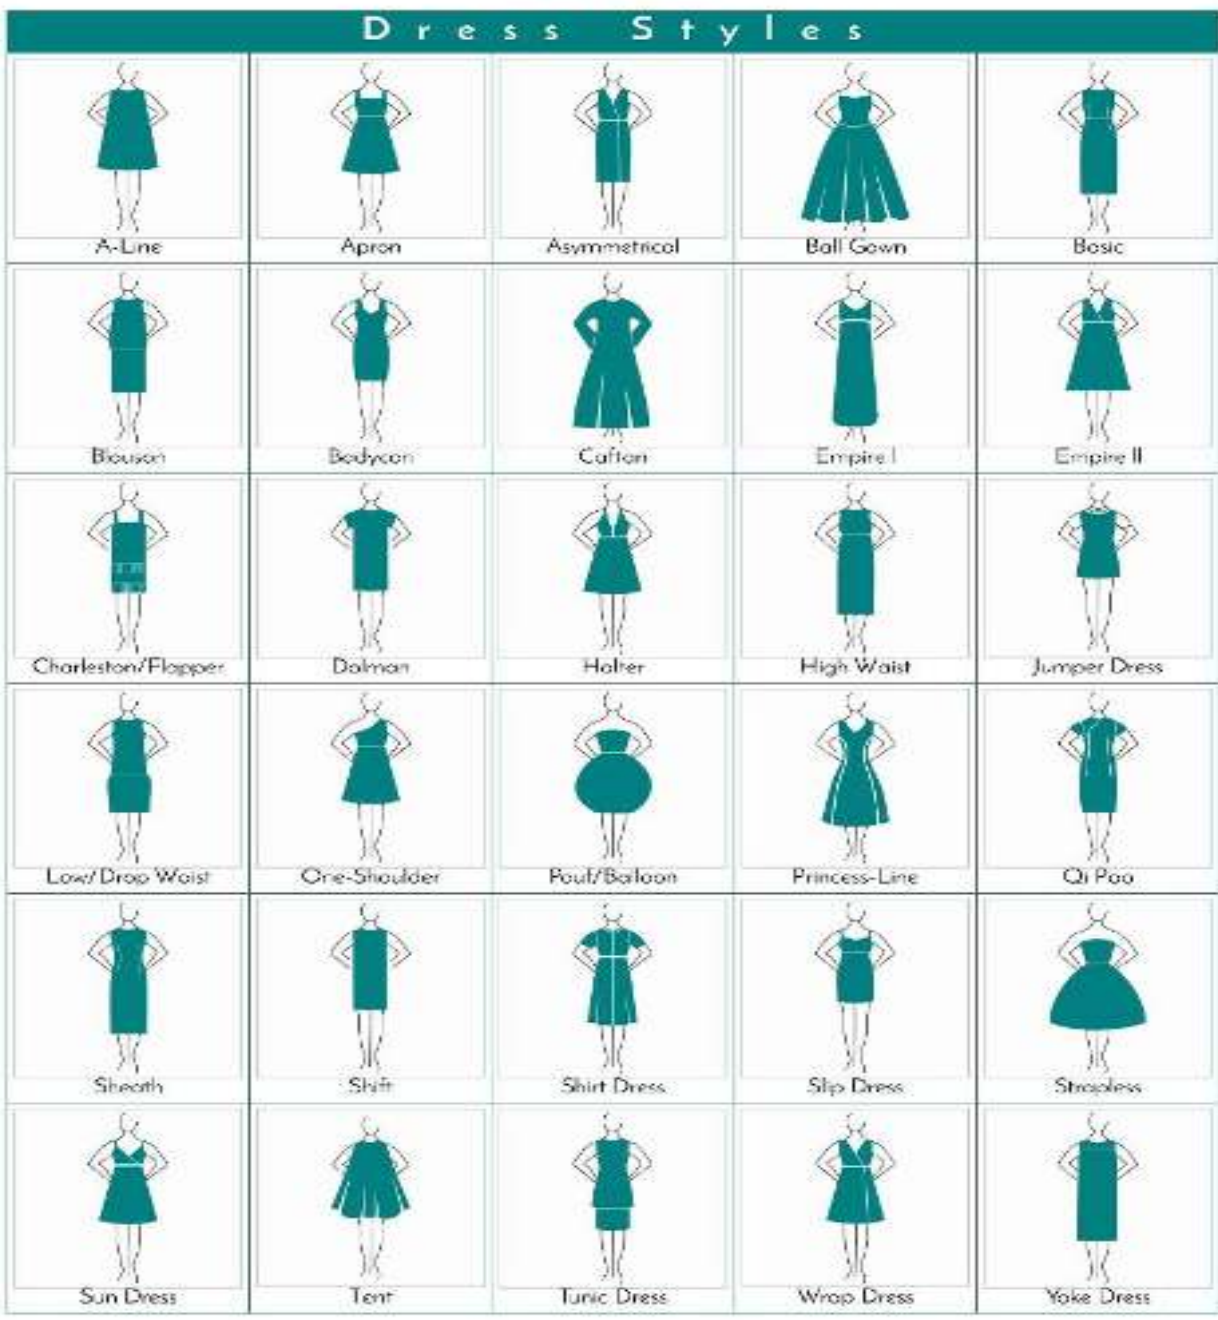 Dress Styles
A-Line
Apron
Asymmetrical
Ball Gown
Basic
Blouson
Bodycon
Caftan
Empire I
Empire II
Charleston/Flapper
Dolman
Halter
High Waist
Jumper Dress
Low/Drop Waist
One-Shoulder
Pouf/Balloon
Princess-Line
Qi Pao
Sheath
Shift
Shirt Dress
Slip Dress
Strapless
Sun Dress
Tent
Tunic Dress
Wrap Dress
Yoke Dress